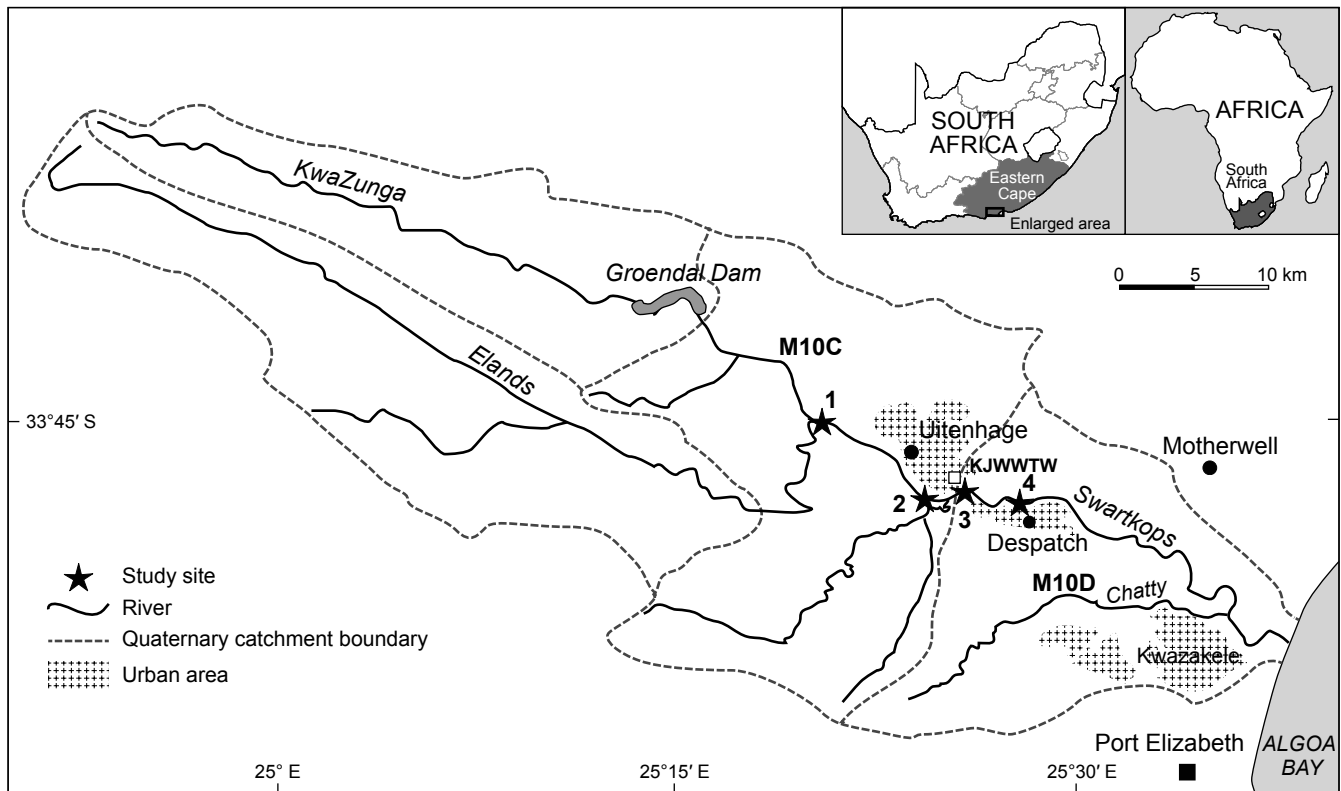 SOUTH
AFRICA
Eastern
Cape
Enlarged area
AFRICA
South
Africa
KwaZunga
Groendal Dam
0 5 10 km
M10C
Elands
1
33°45′ S
Uitenhage
Motherwell
KJWWTW
4
2
3
Swartkops
Despatch
M10D
Chatty
Study site
River
Quaternary catchment boundary
Urban area
Kwazakele
Port Elizabeth
ALGOA
BAY
25° E
25°15′ E
25°30′ E